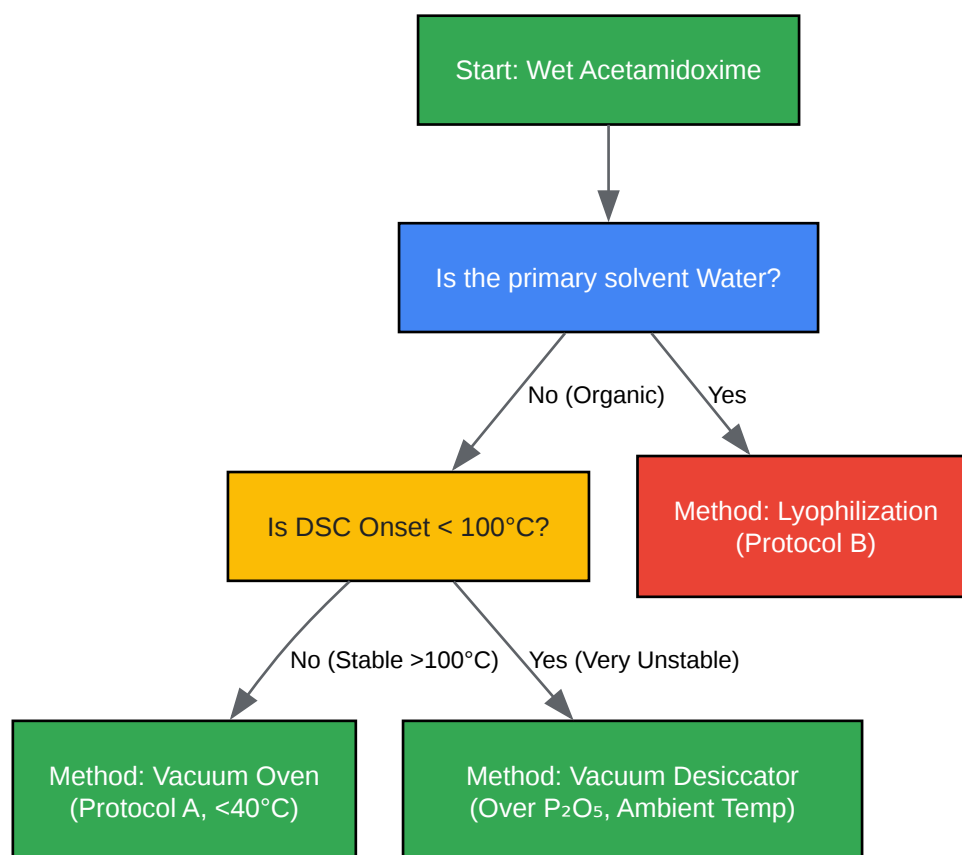 Start: Wet Acetamidoxime
Is the primary solvent Water?
No (Organic)
Yes
Is DSC Onset < 100°C?
Method: Lyophilization
(Protocol B)
No (Stable >100°C)
Yes (Very Unstable)
Method: Vacuum Oven
(Protocol A, <40°C)
Method: Vacuum Desiccator
(Over P₂O₅, Ambient Temp)